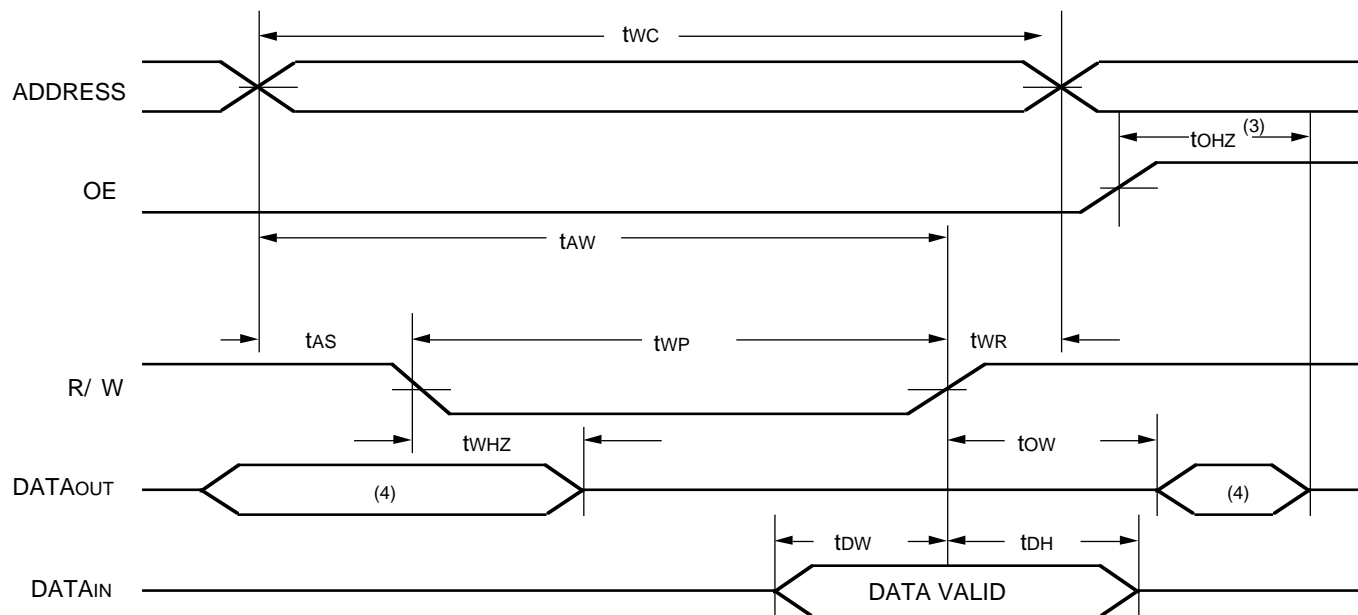 tWC
ADDRESS
tOHZ (3)
OE
tAW
tAS
tWP
tWR
R/ W
tWHZ
tOW
DATAOUT
(4)
(4)
tDW
tDH
DATAIN
DATA VALID